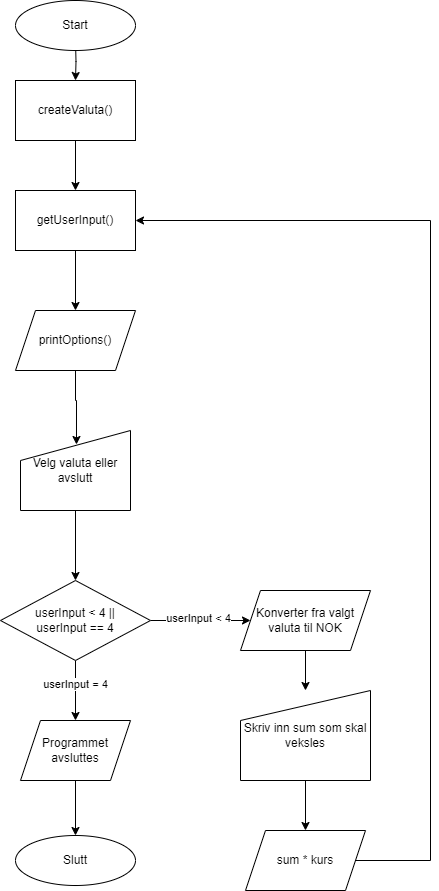 Start
createValuta()
getUserInput()
printOptions()
Velg valuta eller
avslutt
userInput < 4 ||
userInput == 4
userInput < 4
Konverter fra valgt
valuta til NOK
userInput = 4
Skriv inn sum som skal
veksles
Programmet
avsluttes
Slutt
sum * kurs